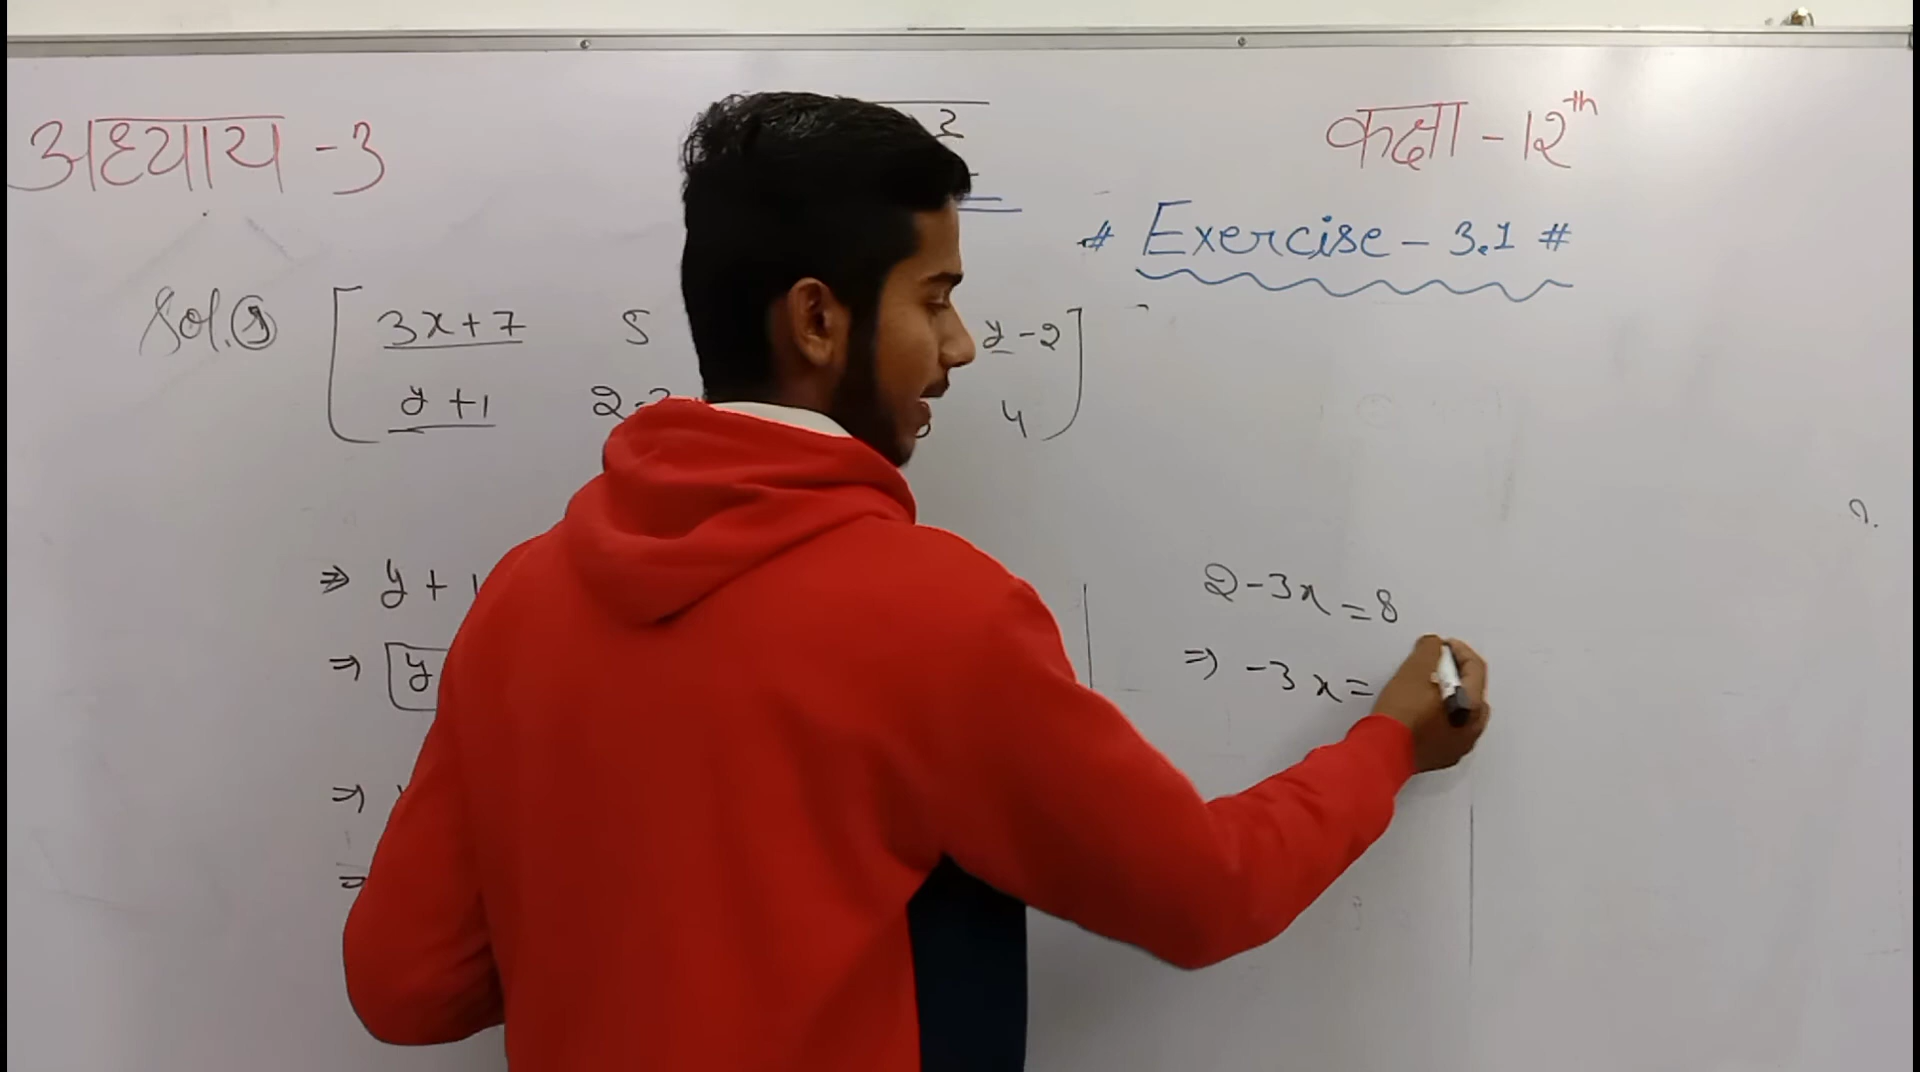 अध्याय -3
2
कक्षा - 12th
# Exercise - 3.1 #
Sol. 3x+7 5 y-2
y+1 2-3 4
⇒ y+1
2-3x=8
⇒ y
⇒ -3x=
⇒
⇒